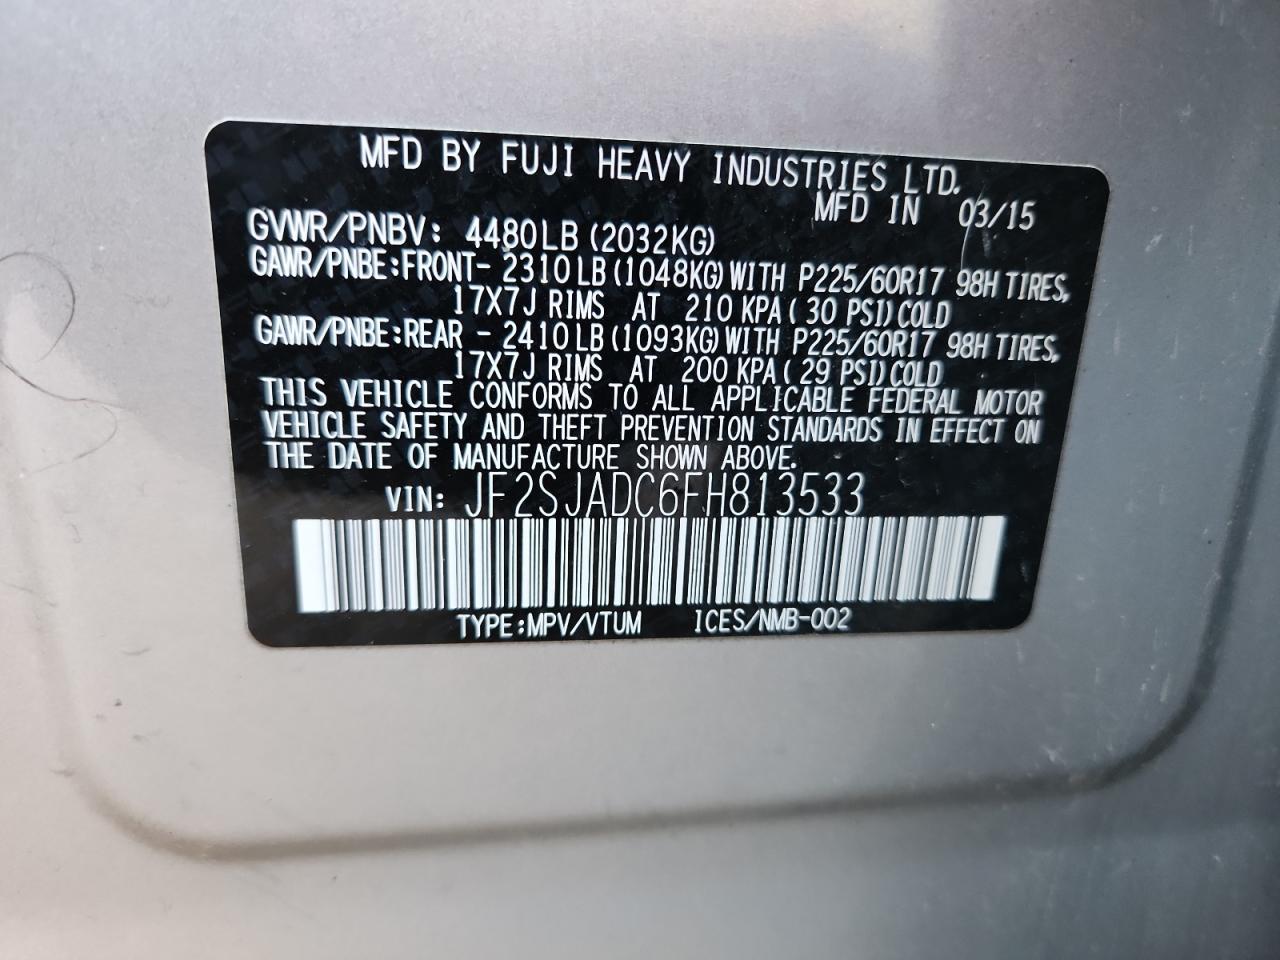 MFD BY FUJI HEAVY INDUSTRIES LTD.
MFD IN 03/15
GVWR/PNBV: 4480LB (2032KG)
GAWR/PNBE:FRONT- 2310LB(1048KG)WITH P225/60R17 98H TIRES,
17X7J RIMS AT 210 KPA( 30 PSI)COLD
GAWR/PNBE:REAR - 2410LB(1093KG)WITH P225/60R17 98H TIRES,
17X7J RIMS AT 200 KPA( 29 PSI)COLD
THIS VEHICLE CONFORMS TO ALL APPLICABLE FEDERAL MOTOR
VEHICLE SAFETY AND THEFT PREVENTION STANDARDS IN EFFECT ON
THE DATE OF MANUFACTURE SHOWN ABOVE.
VIN: JF2SJADC6FH813533
TYPE:MPV/VTUM ICES/NMB-002